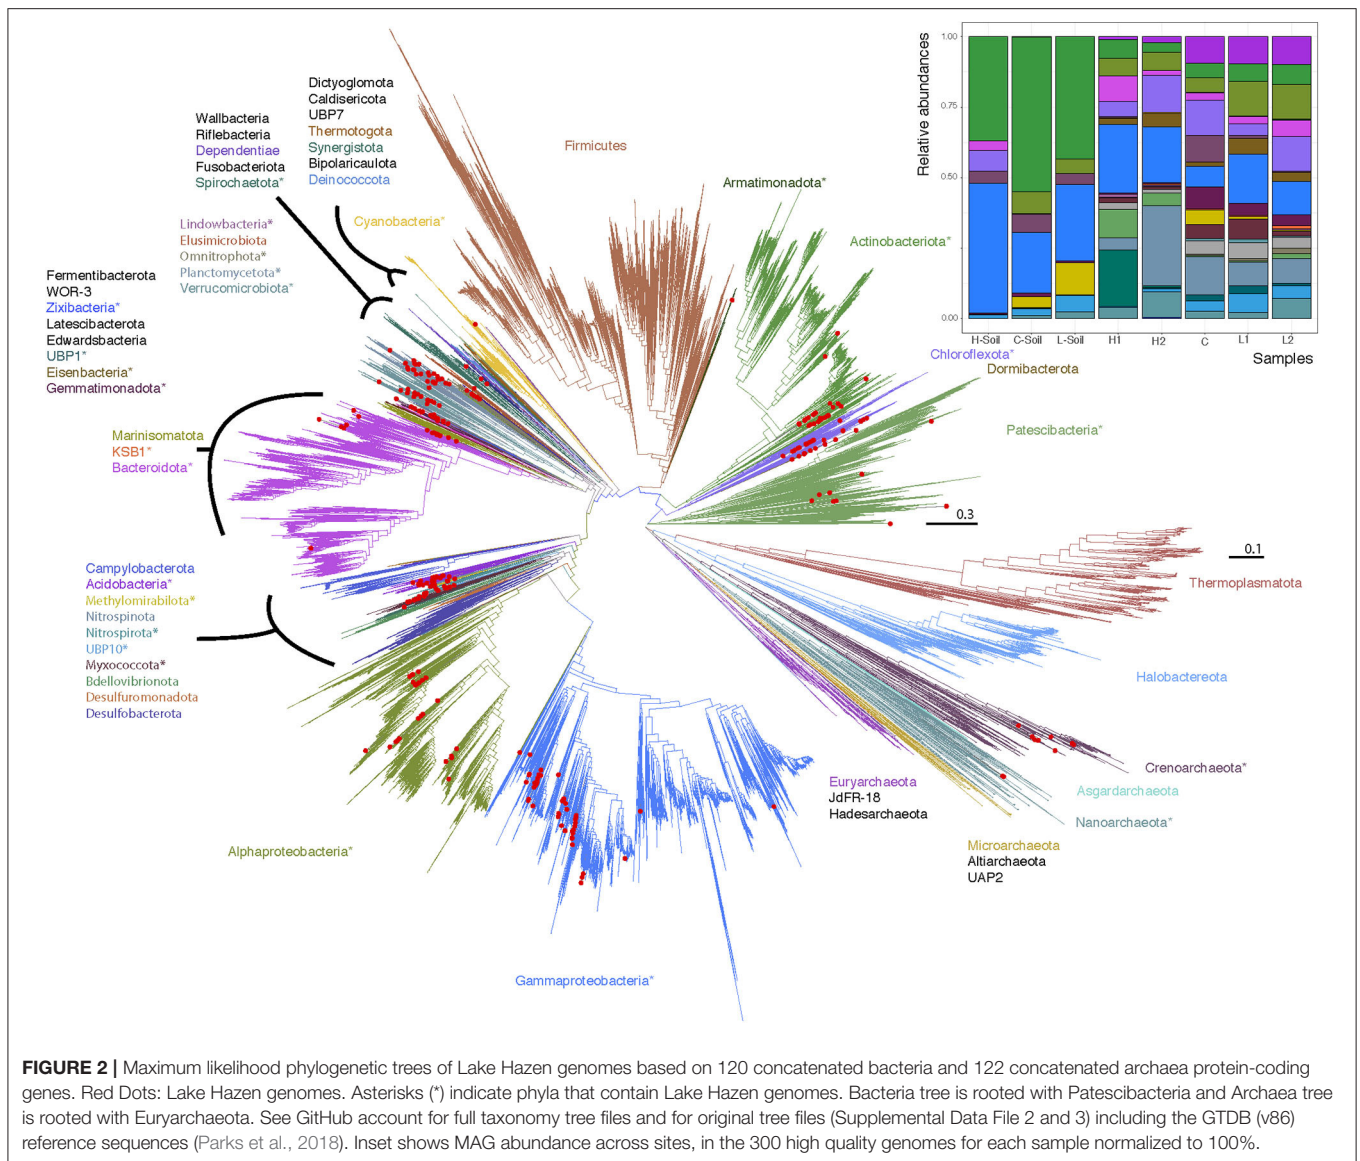 Dictyoglomota
Caldisericota
UBP7
Thermotogota
Synergistota
Bipolaricaulota
Deinococcota
Wallbacteria
Riflebacteria
Dependentiae
Fusobacteriota
Spirochaetota*
Cyanobacteria*
Lindowbacteria*
Elusimicrobiota
Omnitrophota*
Planctomycetota*
Verrucomicrobiota*
Fermentibacterota
WOR-3
Zixibacteria*
Latescibacterota
Edwardsbacteria
UBP1*
Eisenbacteria*
Gemmatimonadota*
Marinisomatota
KSB1*
Bacteroidota*
Campylobacterota
Acidobacteria*
Methylomirabilota*
Nitrospinota
Nitrospirota*
UBP10*
Myxococcota*
Bdellovibrionota
Desulfuromonadota
Desulfobacterota
Alphaproteobacteria*
Gammaproteobacteria*
Firmicutes
Armatimonadota*
Actinobacteriota*
Chloroflexota*
Dormibacterota
Patescibacteria*
0.3
0.1
Thermoplasmatota
Halobactereota
Crenoarchaeota*
Asgardarchaeota
Nanoarchaeota*
Euryarchaeota
JdFR-18
Hadesarchaeota
Microarchaeota
Altiarchaeota
UAP2
Relative abundances
1.00
0.75
0.50
0.25
0.00
H-Soil C-Soil L-Soil H1 H2 C L1 L2
Samples
FIGURE 2 | Maximum likelihood phylogenetic trees of Lake Hazen genomes based on 120 concatenated bacteria and 122 concatenated archaea protein-coding
genes. Red Dots: Lake Hazen genomes. Asterisks (*) indicate phyla that contain Lake Hazen genomes. Bacteria tree is rooted with Patescibacteria and Archaea tree
is rooted with Euryarchaeota. See GitHub account for full taxonomy tree files and for original tree files (Supplemental Data File 2 and 3) including the GTDB (v86)
reference sequences (Parks et al., 2018). Inset shows MAG abundance across sites, in the 300 high quality genomes for each sample normalized to 100%.